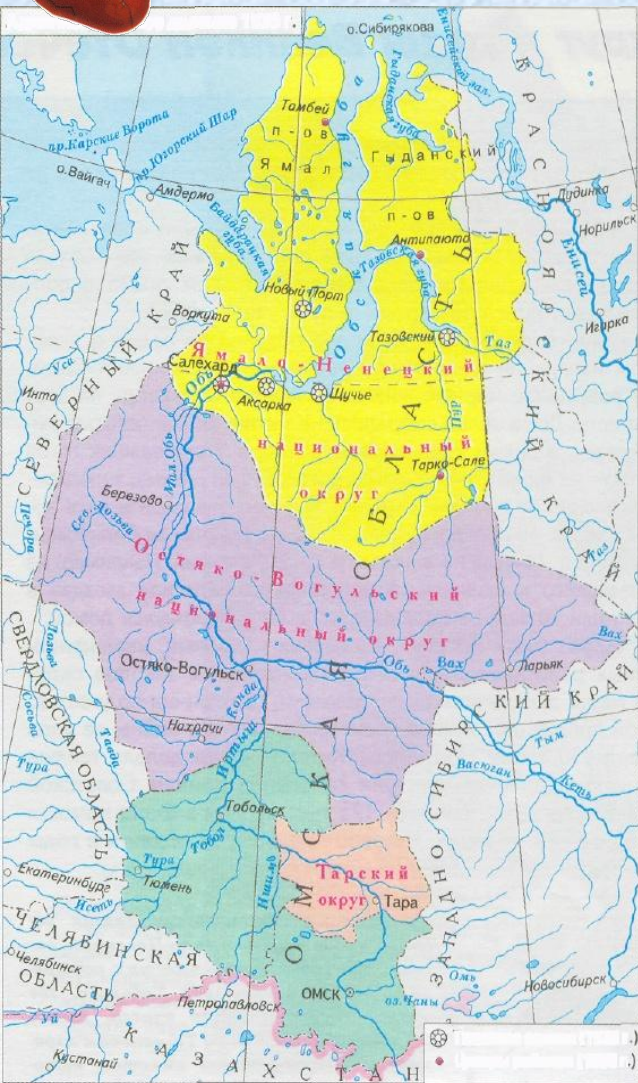 о.Сибирякова
Енисейский зал.
Гыданская губа
Тамбей
п-ов
Ямал
Гыданский
п-ов
КРАСНОЯРСКИЙ КРАЙ
пр.Карские Ворота
пр.Югорский Шар
о.Вайгач
Амдерма
Байдарацкая губа
Обская губа
Дудинка
Норильск
Енисей
Игарка
Антипаюта
Тазовская губа
Новый Порт
Воркута
Тазовский
Таз
СЕВЕРНЫЙ КРАЙ
Уса
Инта
Салехард
Обь
Аксарка
Щучье
Ямало-Ненецкий
национальный
округ
Пур
Тарко-Сале
Мал.Обь
Березово
Сев.Сосьва
Печора
Таз
Остяко-Вогульский
национальный округ
ОМСКАЯ ОБЛАСТЬ
Вах
Остяко-Вогульск
Обь
Вах
Ларьяк
СВЕРДЛОВСКАЯ ОБЛАСТЬ
Лозьва
Сосьва
Тавда
Тура
Конда
Нахрачи
Иртыш
ЗАПАДНО СИБИРСКИЙ КРАЙ
Тым
Васюган
Кеть
Тобольск
Тобол
Тура
Тюмень
Ишим
Екатеринбург
Исеть
Тарский
округ
Тара
ЧЕЛЯБИНСКАЯ
ОБЛАСТЬ
Челябинск
ОМСК
Омь
оз.Чаны
Новосибирск
Петропавловск
Уй
Кустанай
КАЗАХСТАН